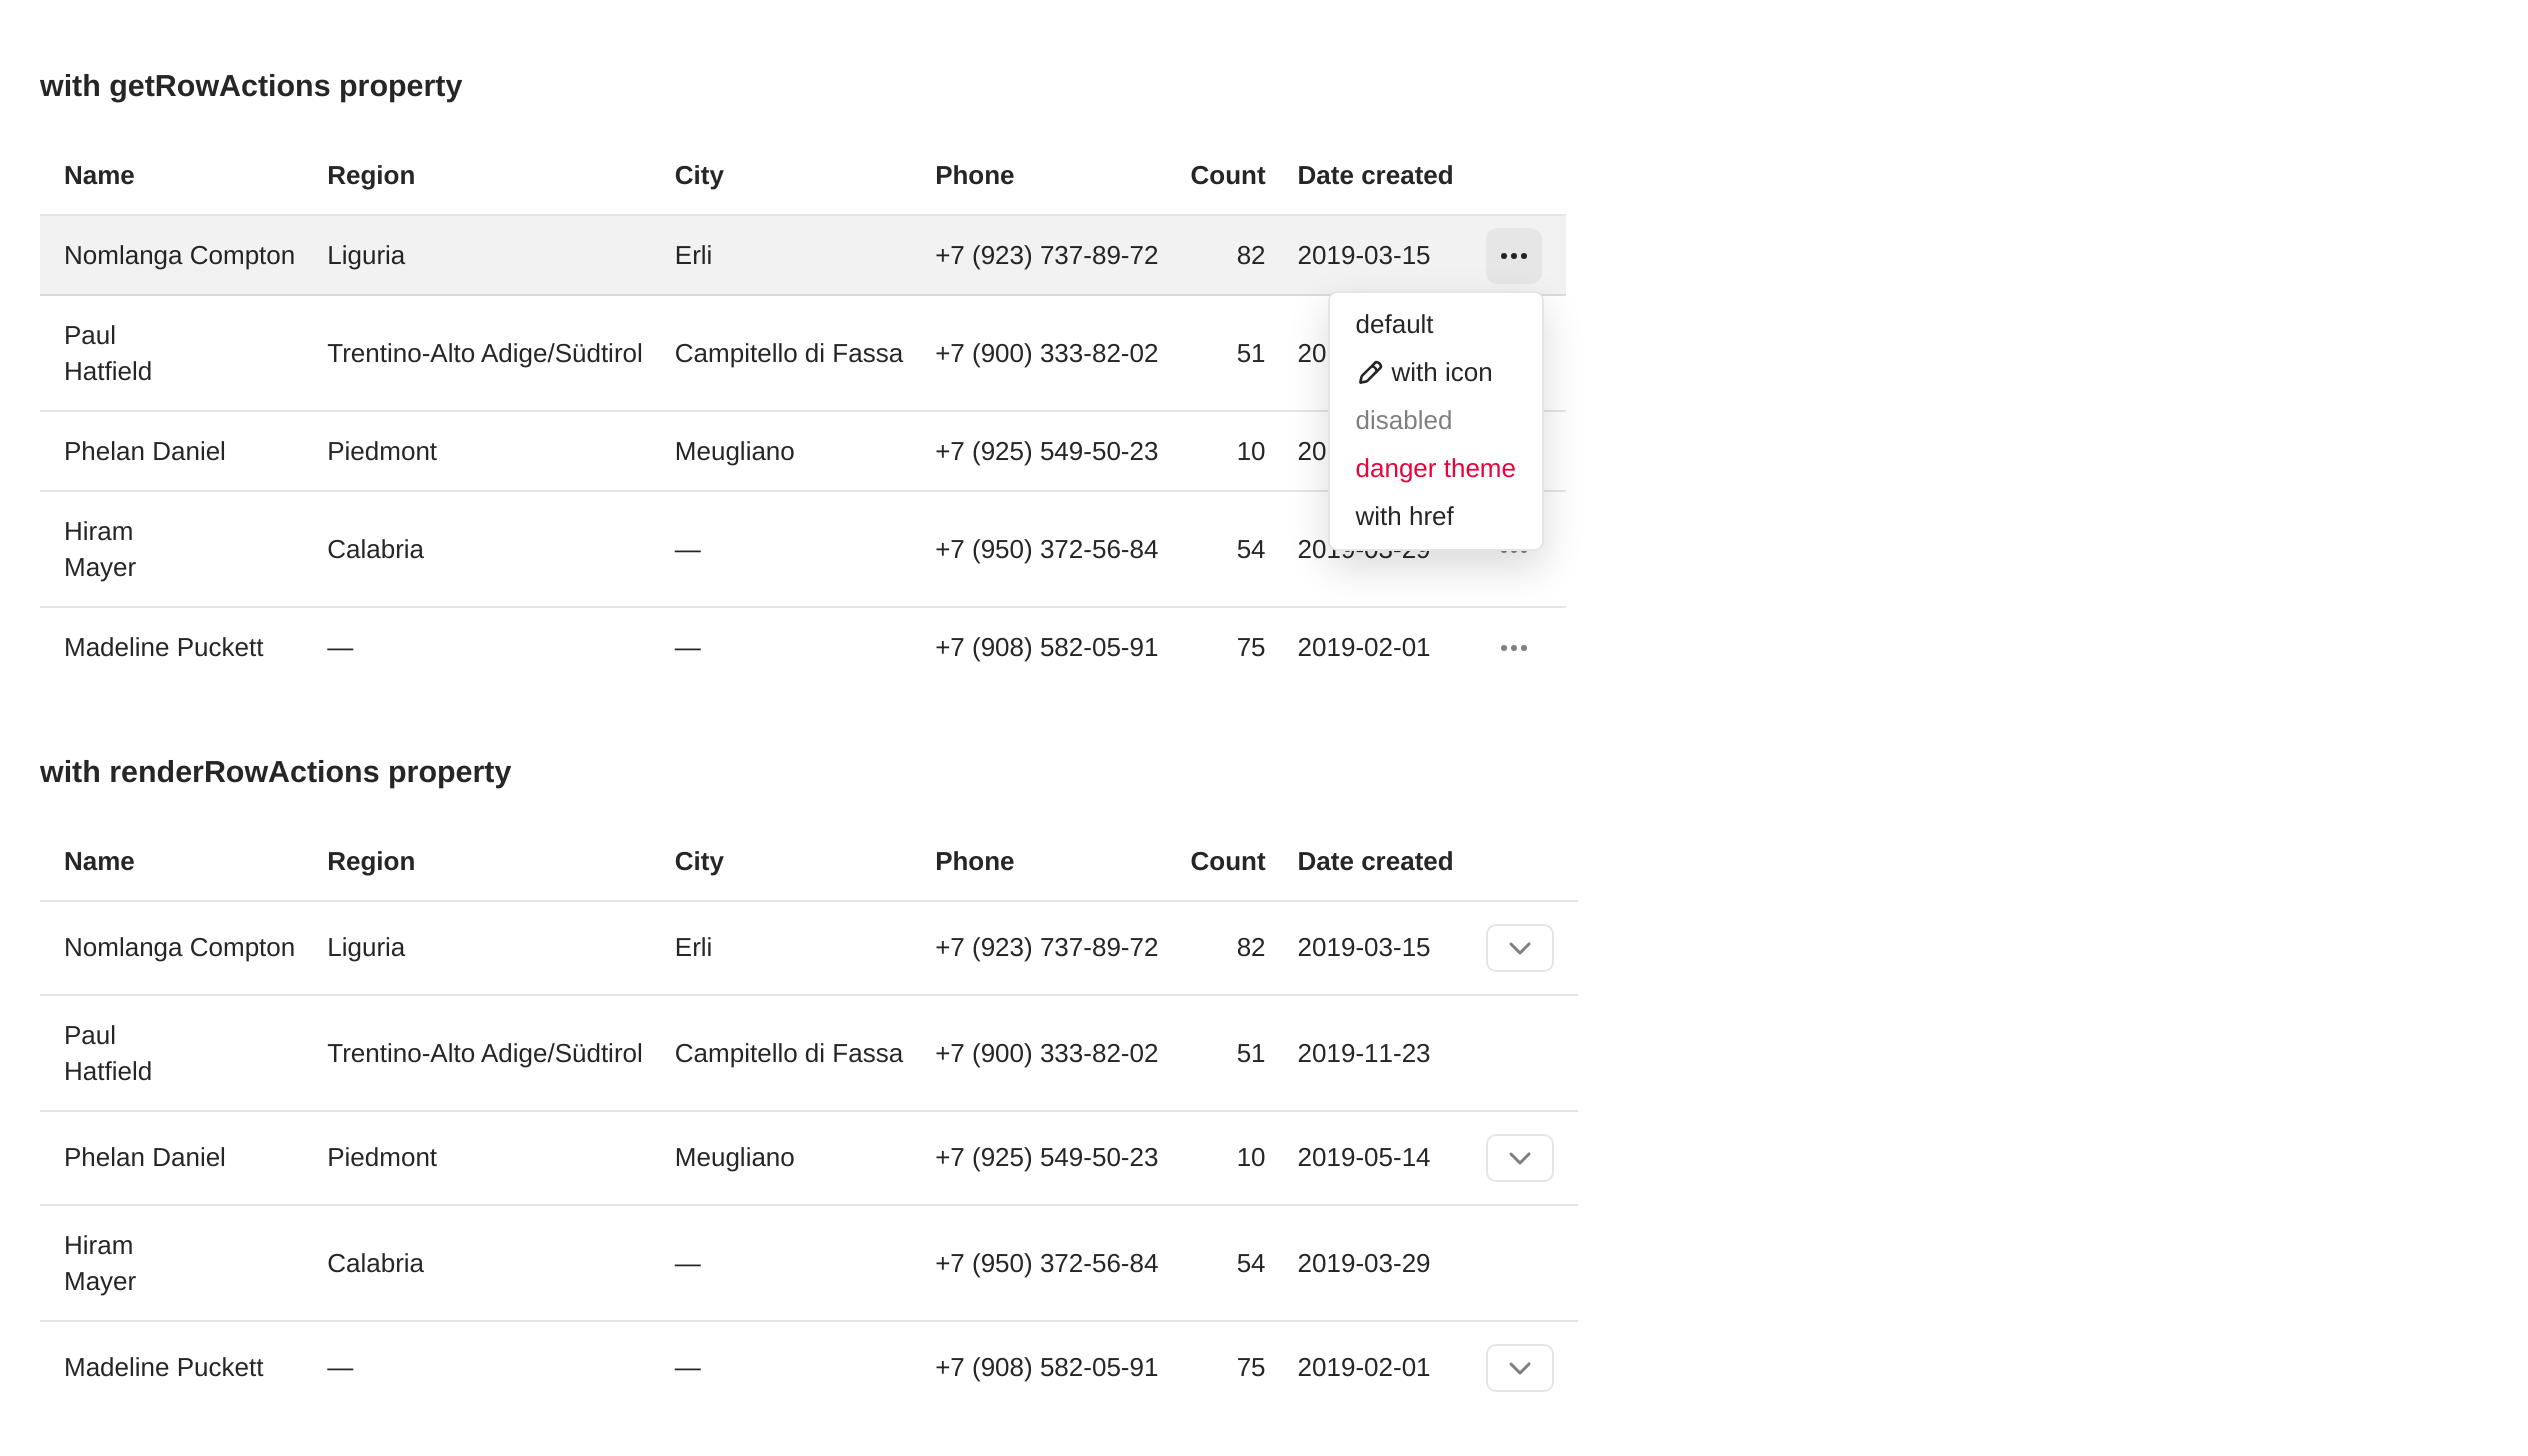 with getRowActions property
Name Region City Phone Count Date created
Nomlanga Compton Liguria Erli +7 (923) 737-89-72 82 2019-03-15
default
Paul
Hatfield
Trentino-Alto Adige/Südtirol Campitello di Fassa +7 (900) 333-82-02 51 20
with icon
disabled
Phelan Daniel Piedmont Meugliano +7 (925) 549-50-23 10 20
danger theme
with href
Hiram
Mayer
Calabria — +7 (950) 372-56-84 54 2019-03-29
Madeline Puckett — — +7 (908) 582-05-91 75 2019-02-01
with renderRowActions property
Name Region City Phone Count Date created
Nomlanga Compton Liguria Erli +7 (923) 737-89-72 82 2019-03-15
Paul
Hatfield
Trentino-Alto Adige/Südtirol Campitello di Fassa +7 (900) 333-82-02 51 2019-11-23
Phelan Daniel Piedmont Meugliano +7 (925) 549-50-23 10 2019-05-14
Hiram
Mayer
Calabria — +7 (950) 372-56-84 54 2019-03-29
Madeline Puckett — — +7 (908) 582-05-91 75 2019-02-01